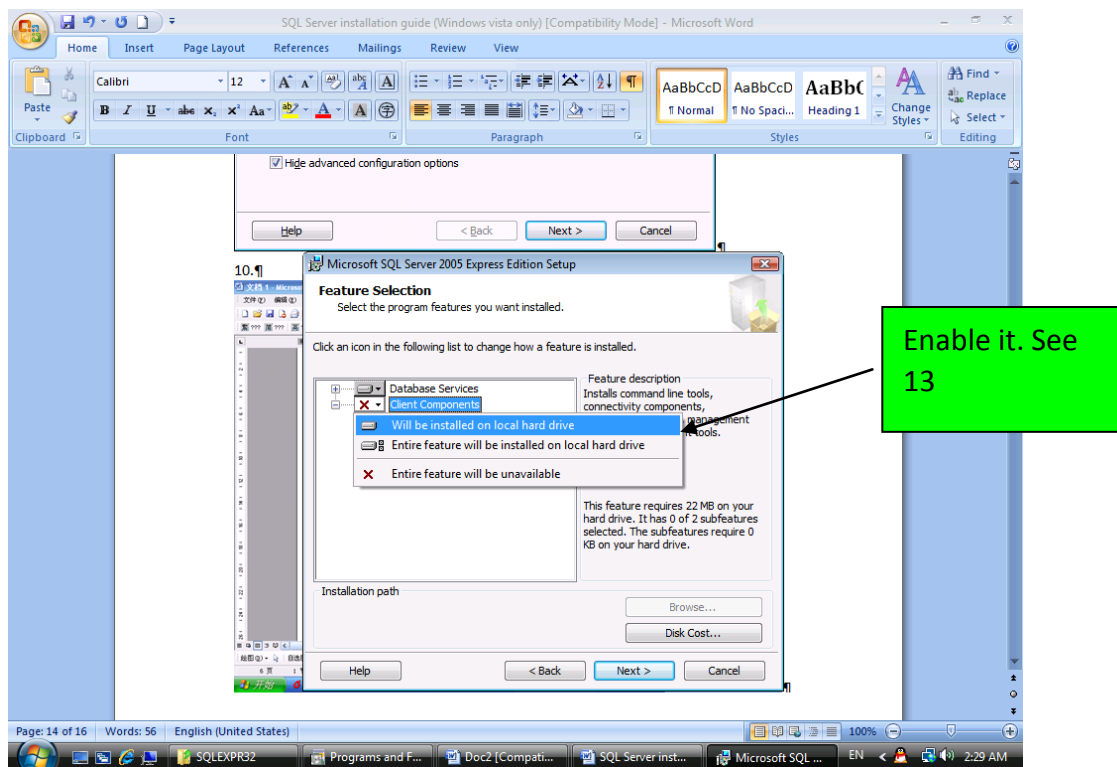 SQL Server installation guide (Windows vista only) [Compatibility Mode] - Microsoft Word
Home Insert Page Layout References Mailings Review View
Paste
Calibri 12
B I U abc x₂ x² Aa
AaBbCcD AaBbCcD AaBbC
¶ Normal ¶ No Spaci... Heading 1
Change Styles
Find
Replace
Select
Clipboard Font Paragraph Styles Editing
Hide advanced configuration options
Help < Back Next > Cancel
¶
10.¶
Microsoft SQL Server 2005 Express Edition Setup
Feature Selection
Select the program features you want installed.
Click an icon in the following list to change how a feature is installed.
Database Services
Client Components
Will be installed on local hard drive
Entire feature will be installed on local hard drive
Entire feature will be unavailable
Feature description
Installs command line tools,
connectivity components,
management
tools.
This feature requires 22 MB on your
hard drive. It has 0 of 2 subfeatures
selected. The subfeatures require 0
KB on your hard drive.
Installation path
Browse...
Disk Cost...
Help < Back Next > Cancel
¶
Enable it. See
13
Page: 14 of 16 Words: 56 English (United States) 100%
SQLEXPR32 Programs and F... Doc2 [Compati... SQL Server inst... Microsoft SQL ... EN 2:29 AM